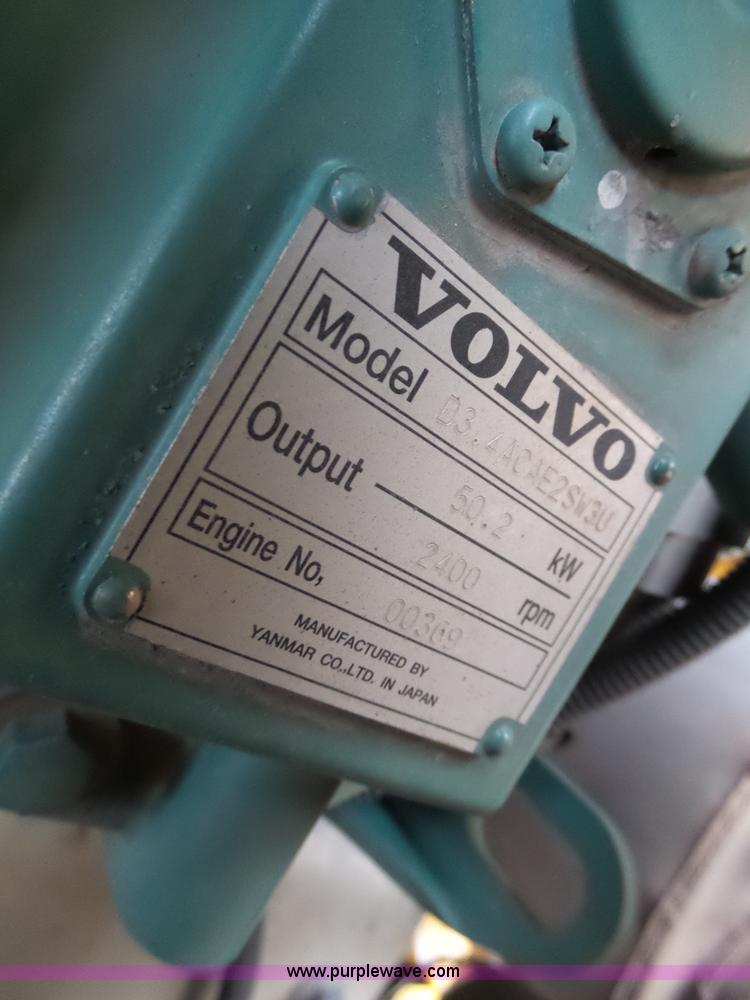 VOLVO
Model D3.4ACAE2SW3U
Output 50.2 kW
2400 rpm
Engine No, 00369
MANUFACTURED BY
YANMAR CO.,LTD. IN JAPAN
www.purplewave.com